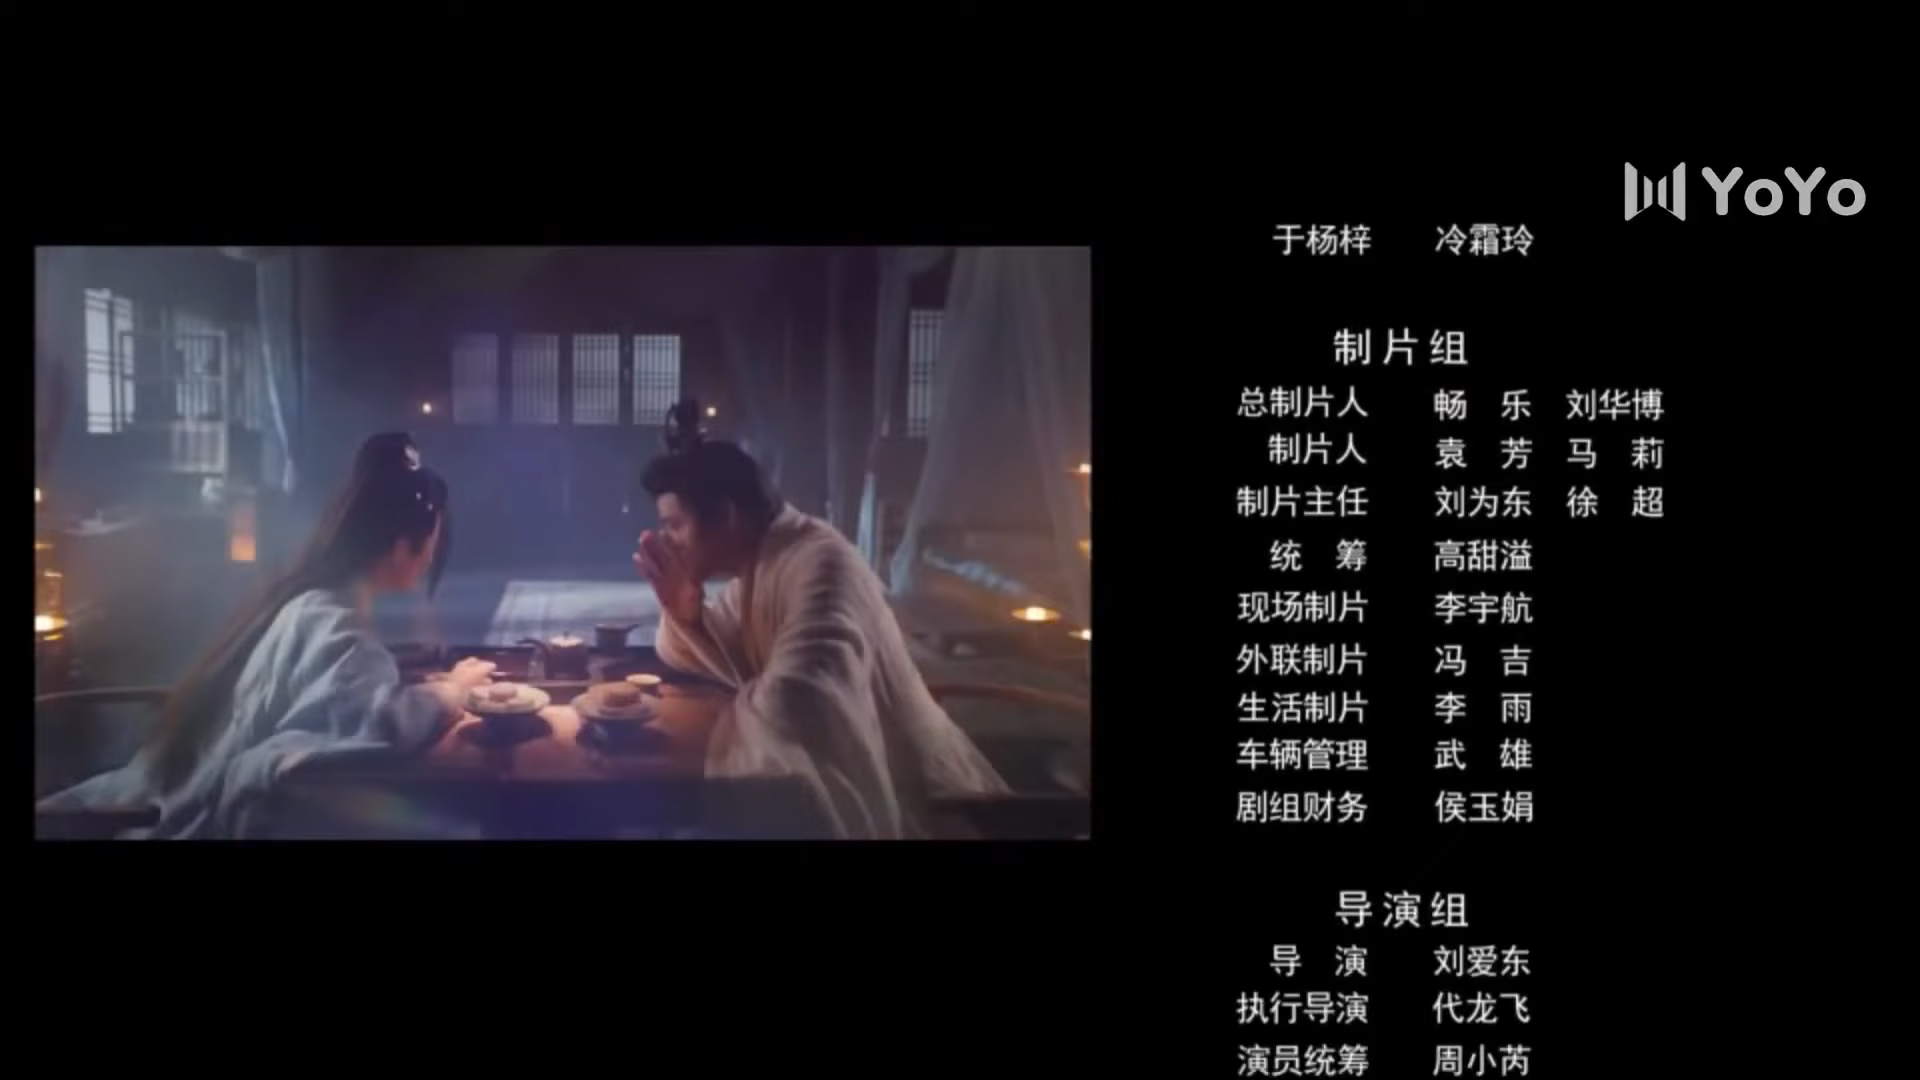 YoYo
于杨梓 冷霜玲
制片组
总制片人 畅 乐 刘华博
制片人 袁 芳 马 莉
制片主任 刘为东 徐 超
统 筹 高甜溢
现场制片 李宇航
外联制片 冯 吉
生活制片 李 雨
车辆管理 武 雄
剧组财务 侯玉娟
导演组
导 演 刘爱东
执行导演 代龙飞
演员统筹 周小芮